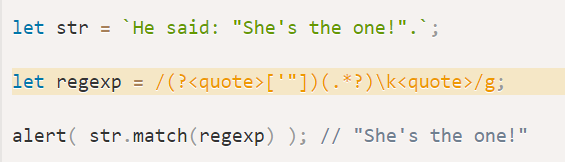 let str = `He said: "She's the one!".`;
let regexp = /(?<quote>['"])(.*?)\k<quote>/g;
alert( str.match(regexp) ); // "She's the one!"